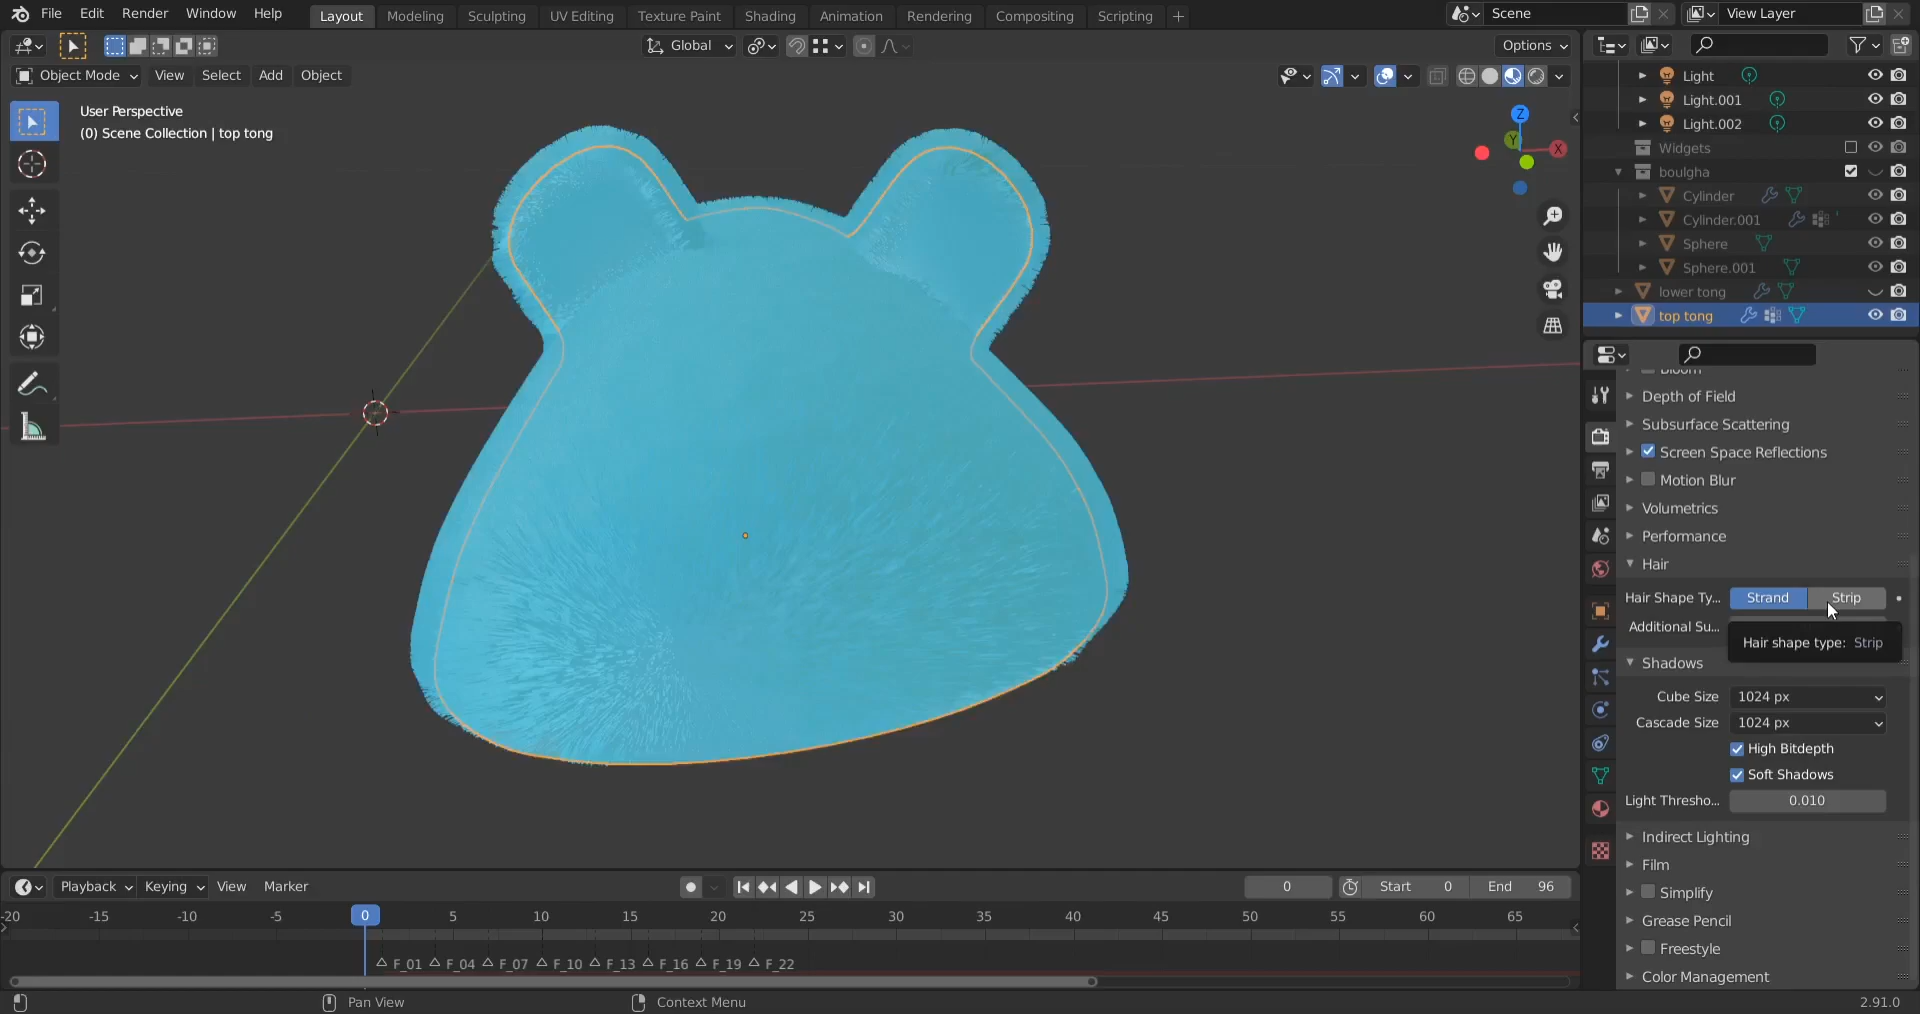 File Edit Render Window Help Layout Modeling Sculpting UV Editing Texture Paint Shading Animation Rendering Compositing Scripting + Scene View Layer
Global Options
Object Mode View Select Add Object
User Perspective
(0) Scene Collection | top tong
Z
Y
X
Light
Light.001
Light.002
Widgets
boulgha
Cylinder
Cylinder.001
Sphere
Sphere.001
lower tong
top tong
Bloom
Depth of Field
Subsurface Scattering
Screen Space Reflections
Motion Blur
Volumetrics
Performance
Hair
Hair Shape Ty... Strand Strip
Additional Su...
Hair shape type: Strip
Shadows
Cube Size 1024 px
Cascade Size 1024 px
High Bitdepth
Soft Shadows
Light Thresho... 0.010
Indirect Lighting
Film
Simplify
Grease Pencil
Freestyle
Color Management
Playback Keying View Marker 0 Start 0 End 96
-20 -15 -10 -5 0 5 10 15 20 25 30 35 40 45 50 55 60 65
F_01 F_04 F_07 F_10 F_13 F_16 F_19 F_22
Pan View Context Menu 2.91.0